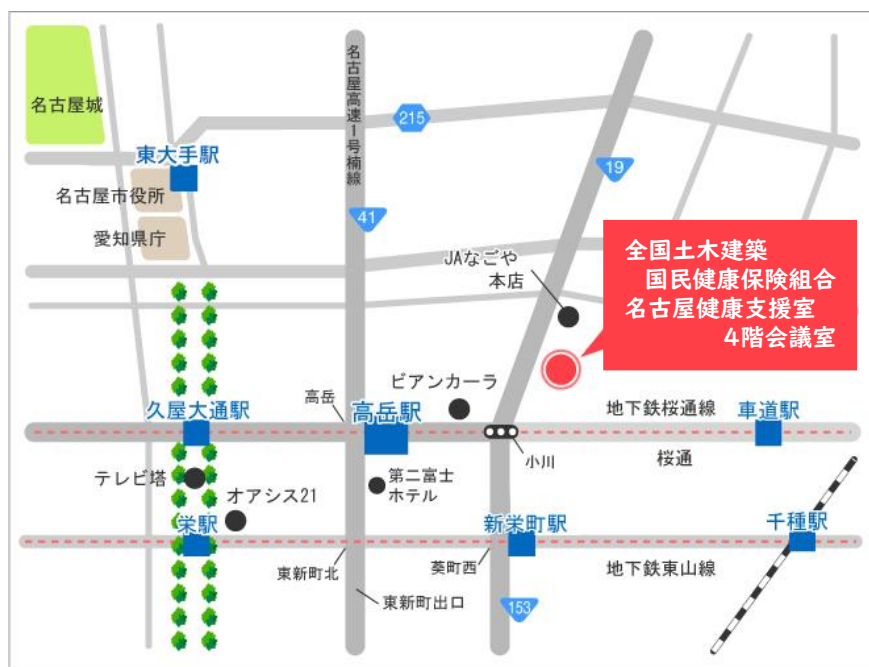 名古屋高速1号楠線
名古屋城
215
東大手駅
19
名古屋市役所
41
愛知県庁
全国土木建築
国民健康保険組合
名古屋健康支援室
4階会議室
JAなごや
本店
ビアンカーラ
高岳
久屋大通駅
高岳駅
地下鉄桜通線
車道駅
小川
桜通
テレビ塔
第二富士
ホテル
オアシス21
栄駅
新栄町駅
千種駅
東新町北
葵町西
地下鉄東山線
東新町出口
153